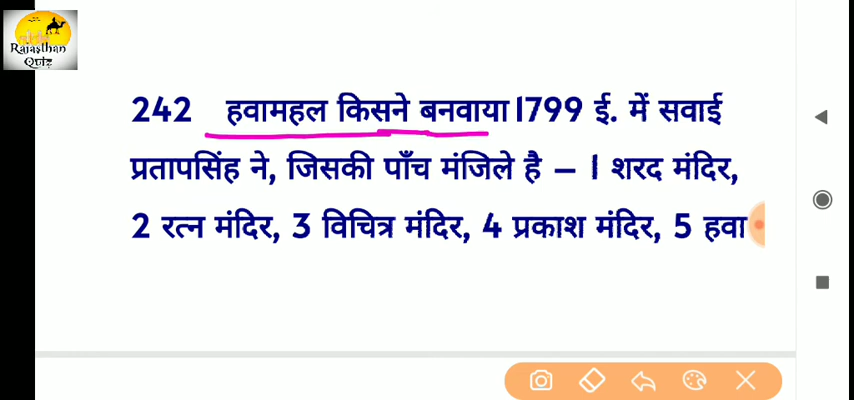 Rajasthan
Quiz
242 हवामहल किसने बनवाया 1799 ई. में सवाई
प्रतापसिंह ने, जिसकी पाँच मंजिले है – 1 शरद मंदिर,
2 रत्न मंदिर, 3 विचित्र मंदिर, 4 प्रकाश मंदिर, 5 हवा